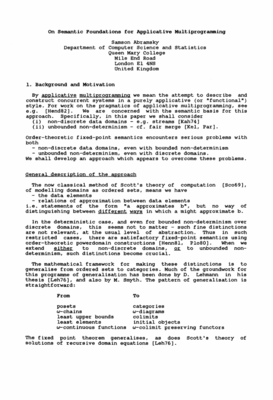 On Semantic Foundations for Applicative Multiprogramming
Samson Abramsky
Department of Computer Science and Statistics
Queen Mary College
Mile End Road
London E1 4NS
United Kingdom
1. Background and Motivation
By applicative multiprogramming we mean the attempt to describe and
construct concurrent systems in a purely applicative (or "functional")
style. For work on the pragmatics of applicative multiprogramming, see
e.g. [Hend82]. We are concerned with the semantic basis for this
approach. Specifically, in this paper we shall consider
(i) non-discrete data domains - e.g. streams [Kah74]
(ii) unbounded non-determinism - cf. fair merge [Kel, Par].
Order-theoretic fixed-point semantics encounters serious problems with
both
- non-discrete data domains, even with bounded non-determinism
- unbounded non-determinism, even with discrete domains.
We shall develop an approach which appears to overcome these problems.
General description of the approach
The now classical method of Scott's theory of computation [Sco69],
of modelling domains as ordered sets, means we have
- the data elements
- relations of approximation between data elements
i.e. statements of the form "a approximates b", but no way of
distinguishing between different ways in which a might approximate b.
In the deterministic case, and even for bounded non-determinism over
discrete domains, this seems not to matter - such fine distinctions
are not relevant, at the usual level of abstraction. Thus in such
restricted cases, there are satisfactory fixed-point semantics using
order-theoretic powerdomain constructions [Henn81, Plo80]. When we
extend either to non-discrete domains, or to unbounded non-
determinism, such distinctions become crucial.
The mathematical framework for making these distinctions is to
generalise from ordered sets to categories. Much of the groundwork for
this programme of generalisation has been done by D. Lehmann in his
thesis [Leh76], and also by M. Smyth. The pattern of generalisation is
straightforward:
From To
posets categories
ω-chains ω-diagrams
least upper bounds colimits
least elements initial objects
ω-continuous functions ω-colimit preserving functors
The fixed point theorem generalises, as does Scott's theory of
solutions of recursive domain equations [Leh76].